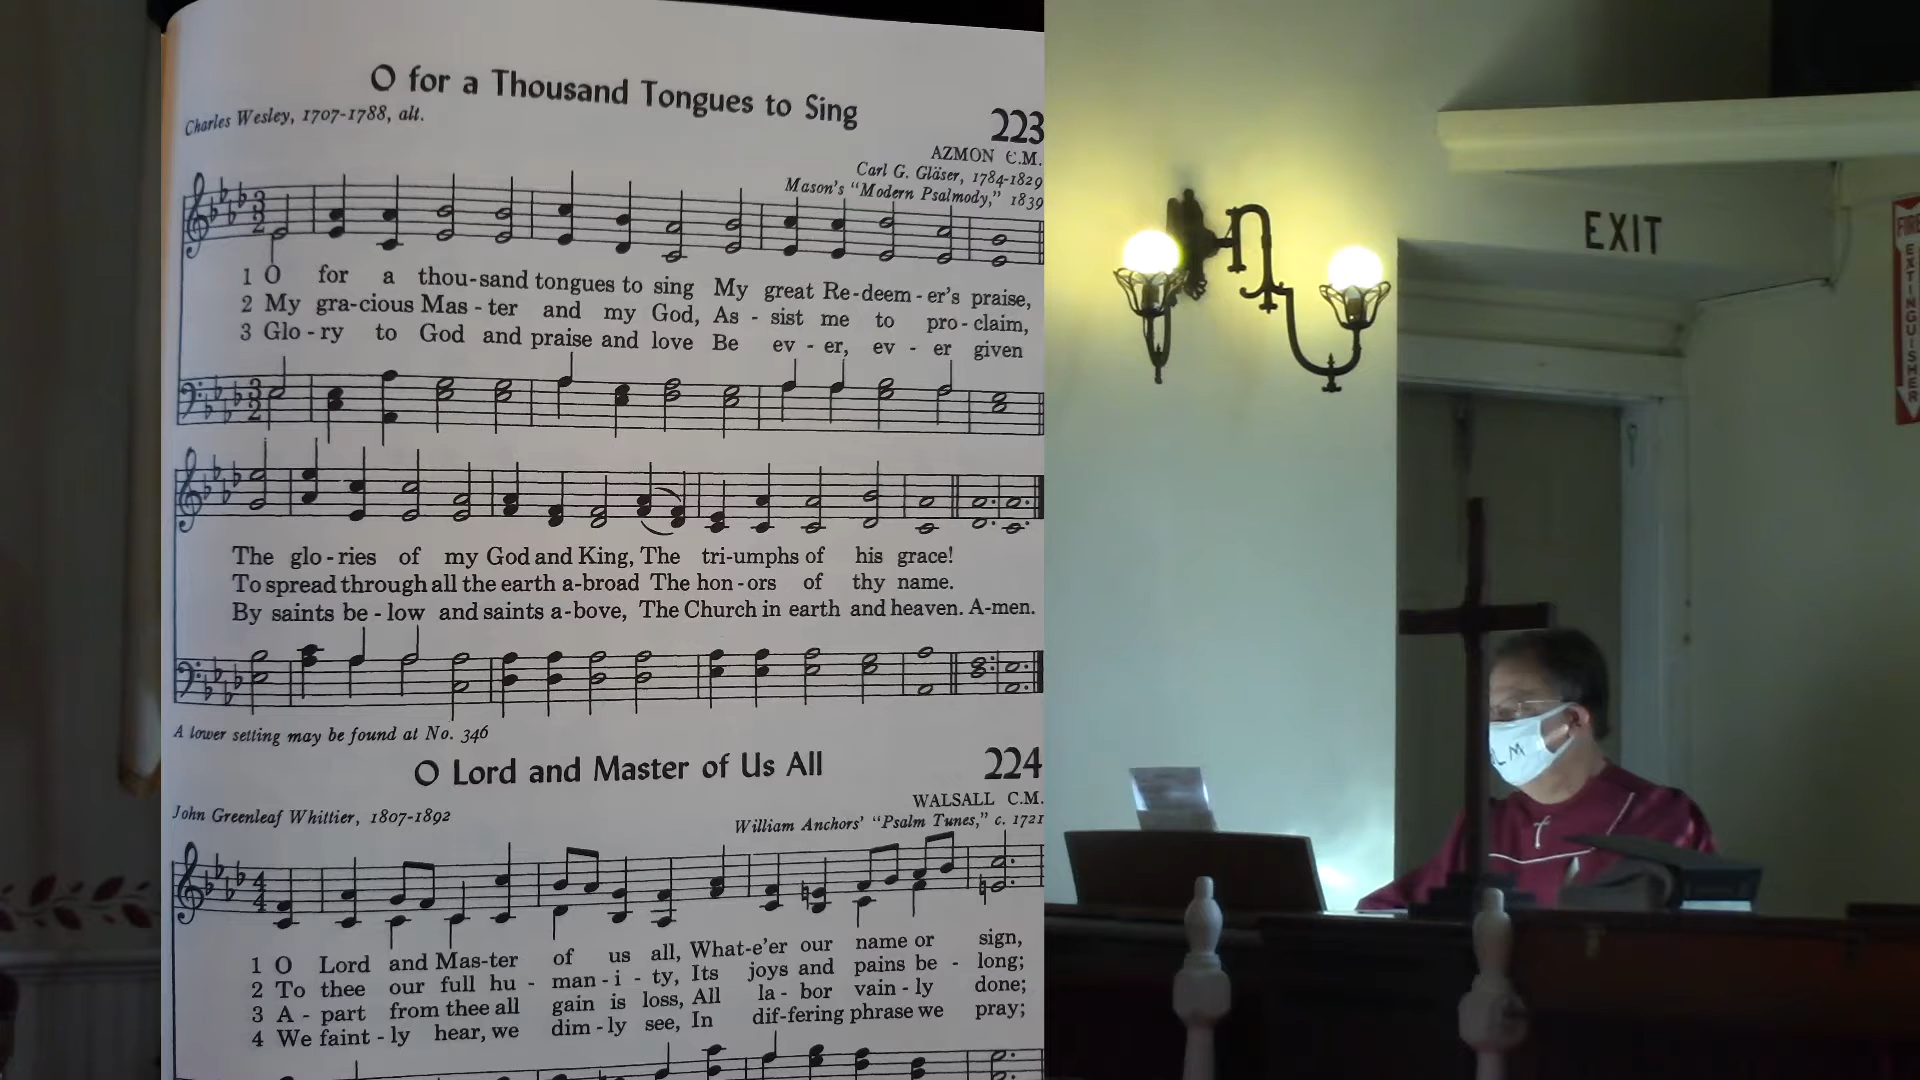 O for a Thousand Tongues to Sing
223
Charles Wesley, 1707-1788, alt.
AZMON C.M.
Carl G. Gläser, 1784-1829
Mason's "Modern Psalmody," 1839
3
2
1 O for a thou-sand tongues to sing My great Re-deem-er's praise,
2 My gra-cious Mas-ter and my God, As-sist me to pro-claim,
3 Glo-ry to God and praise and love Be ev-er, ev-er given
3
2
The glo-ries of my God and King, The tri-umphs of his grace!
To spread through all the earth a-broad The hon-ors of thy name.
By saints be-low and saints a-bove, The Church in earth and heaven. A-men.
A lower setting may be found at No. 346
O Lord and Master of Us All
224
John Greenleaf Whittier, 1807-1892
WALSALL C.M.
William Anchors' "Psalm Tunes," c. 1721
4
4
1 O Lord and Mas-ter of us all, What-e'er our name or sign,
2 To thee our full hu-man-i-ty, Its joys and pains be-long;
3 A-part from thee all gain is loss, All la-bor vain-ly done;
4 We faint-ly hear, we dim-ly see, In dif-fering phrase we pray;
EXIT
FIRE
EXTINGUISHER
LM